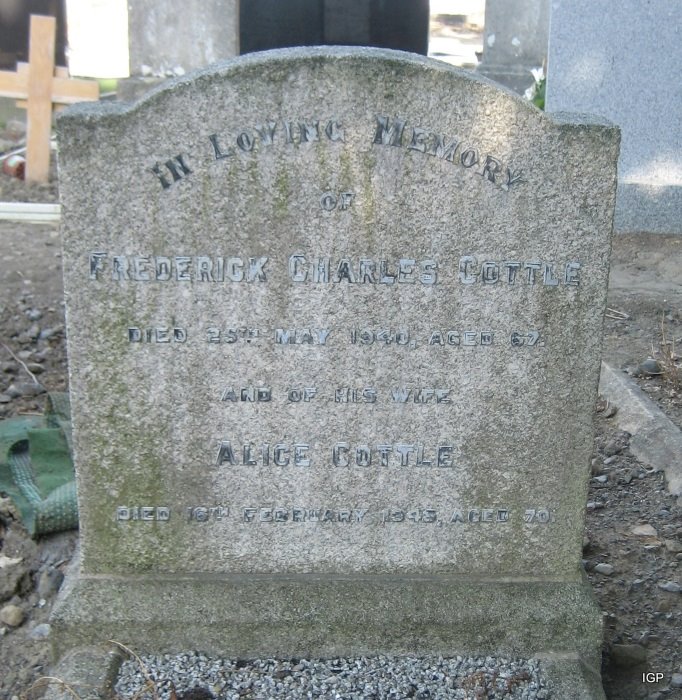 IN LOVING MEMORY
OF
FREDERICK CHARLES COTTLE
DIED 25TH MAY 1940, AGED 67.
AND OF HIS WIFE
ALICE COTTLE
DIED 16TH FEBRUARY 1943, AGED 70.
IGP